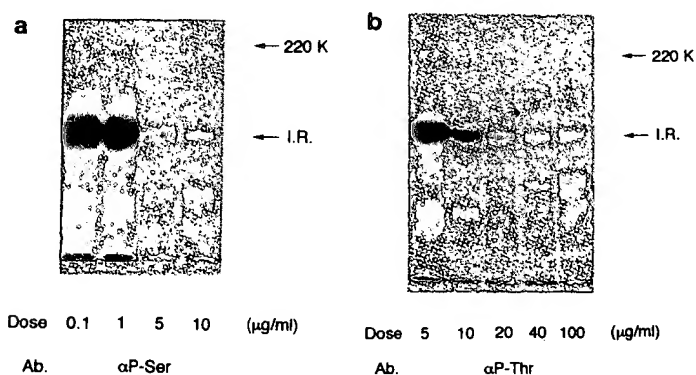 a
← 220 K
← I.R.
Dose 0.1 1 5 10 (µg/ml)
Ab. αP-Ser
b
← 220 K
← I.R.
Dose 5 10 20 40 100 (µg/ml)
Ab. αP-Thr